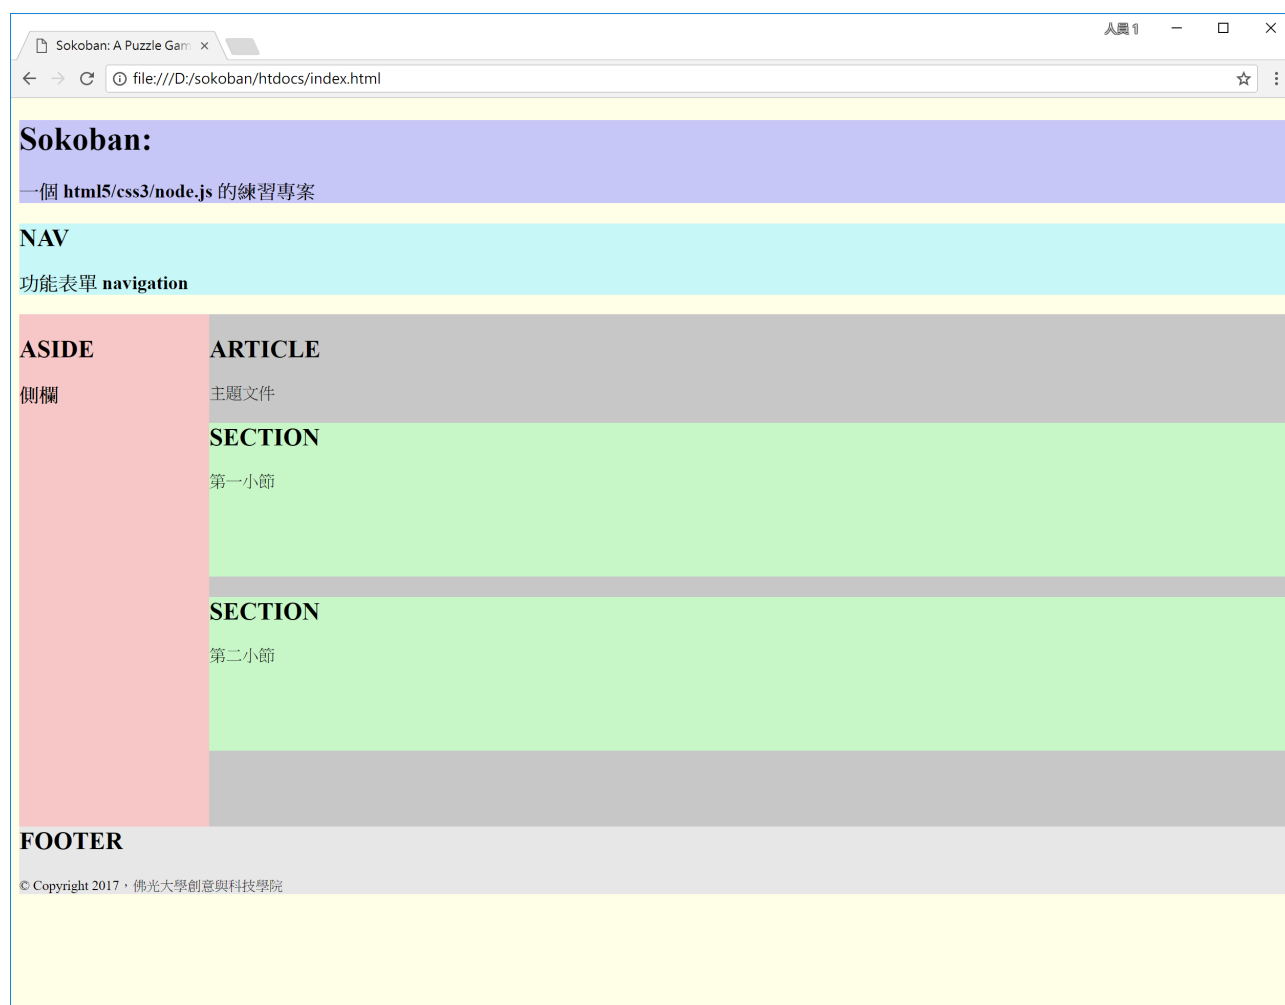 人員 1
Sokoban: A Puzzle Gam
file:///D:/sokoban/htdocs/index.html
Sokoban:
一個 html5/css3/node.js 的練習專案
NAV
功能表單 navigation
ASIDE
側欄
ARTICLE
主題文件
SECTION
第一小節
SECTION
第二小節
FOOTER
© Copyright 2017，佛光大學創意與科技學院